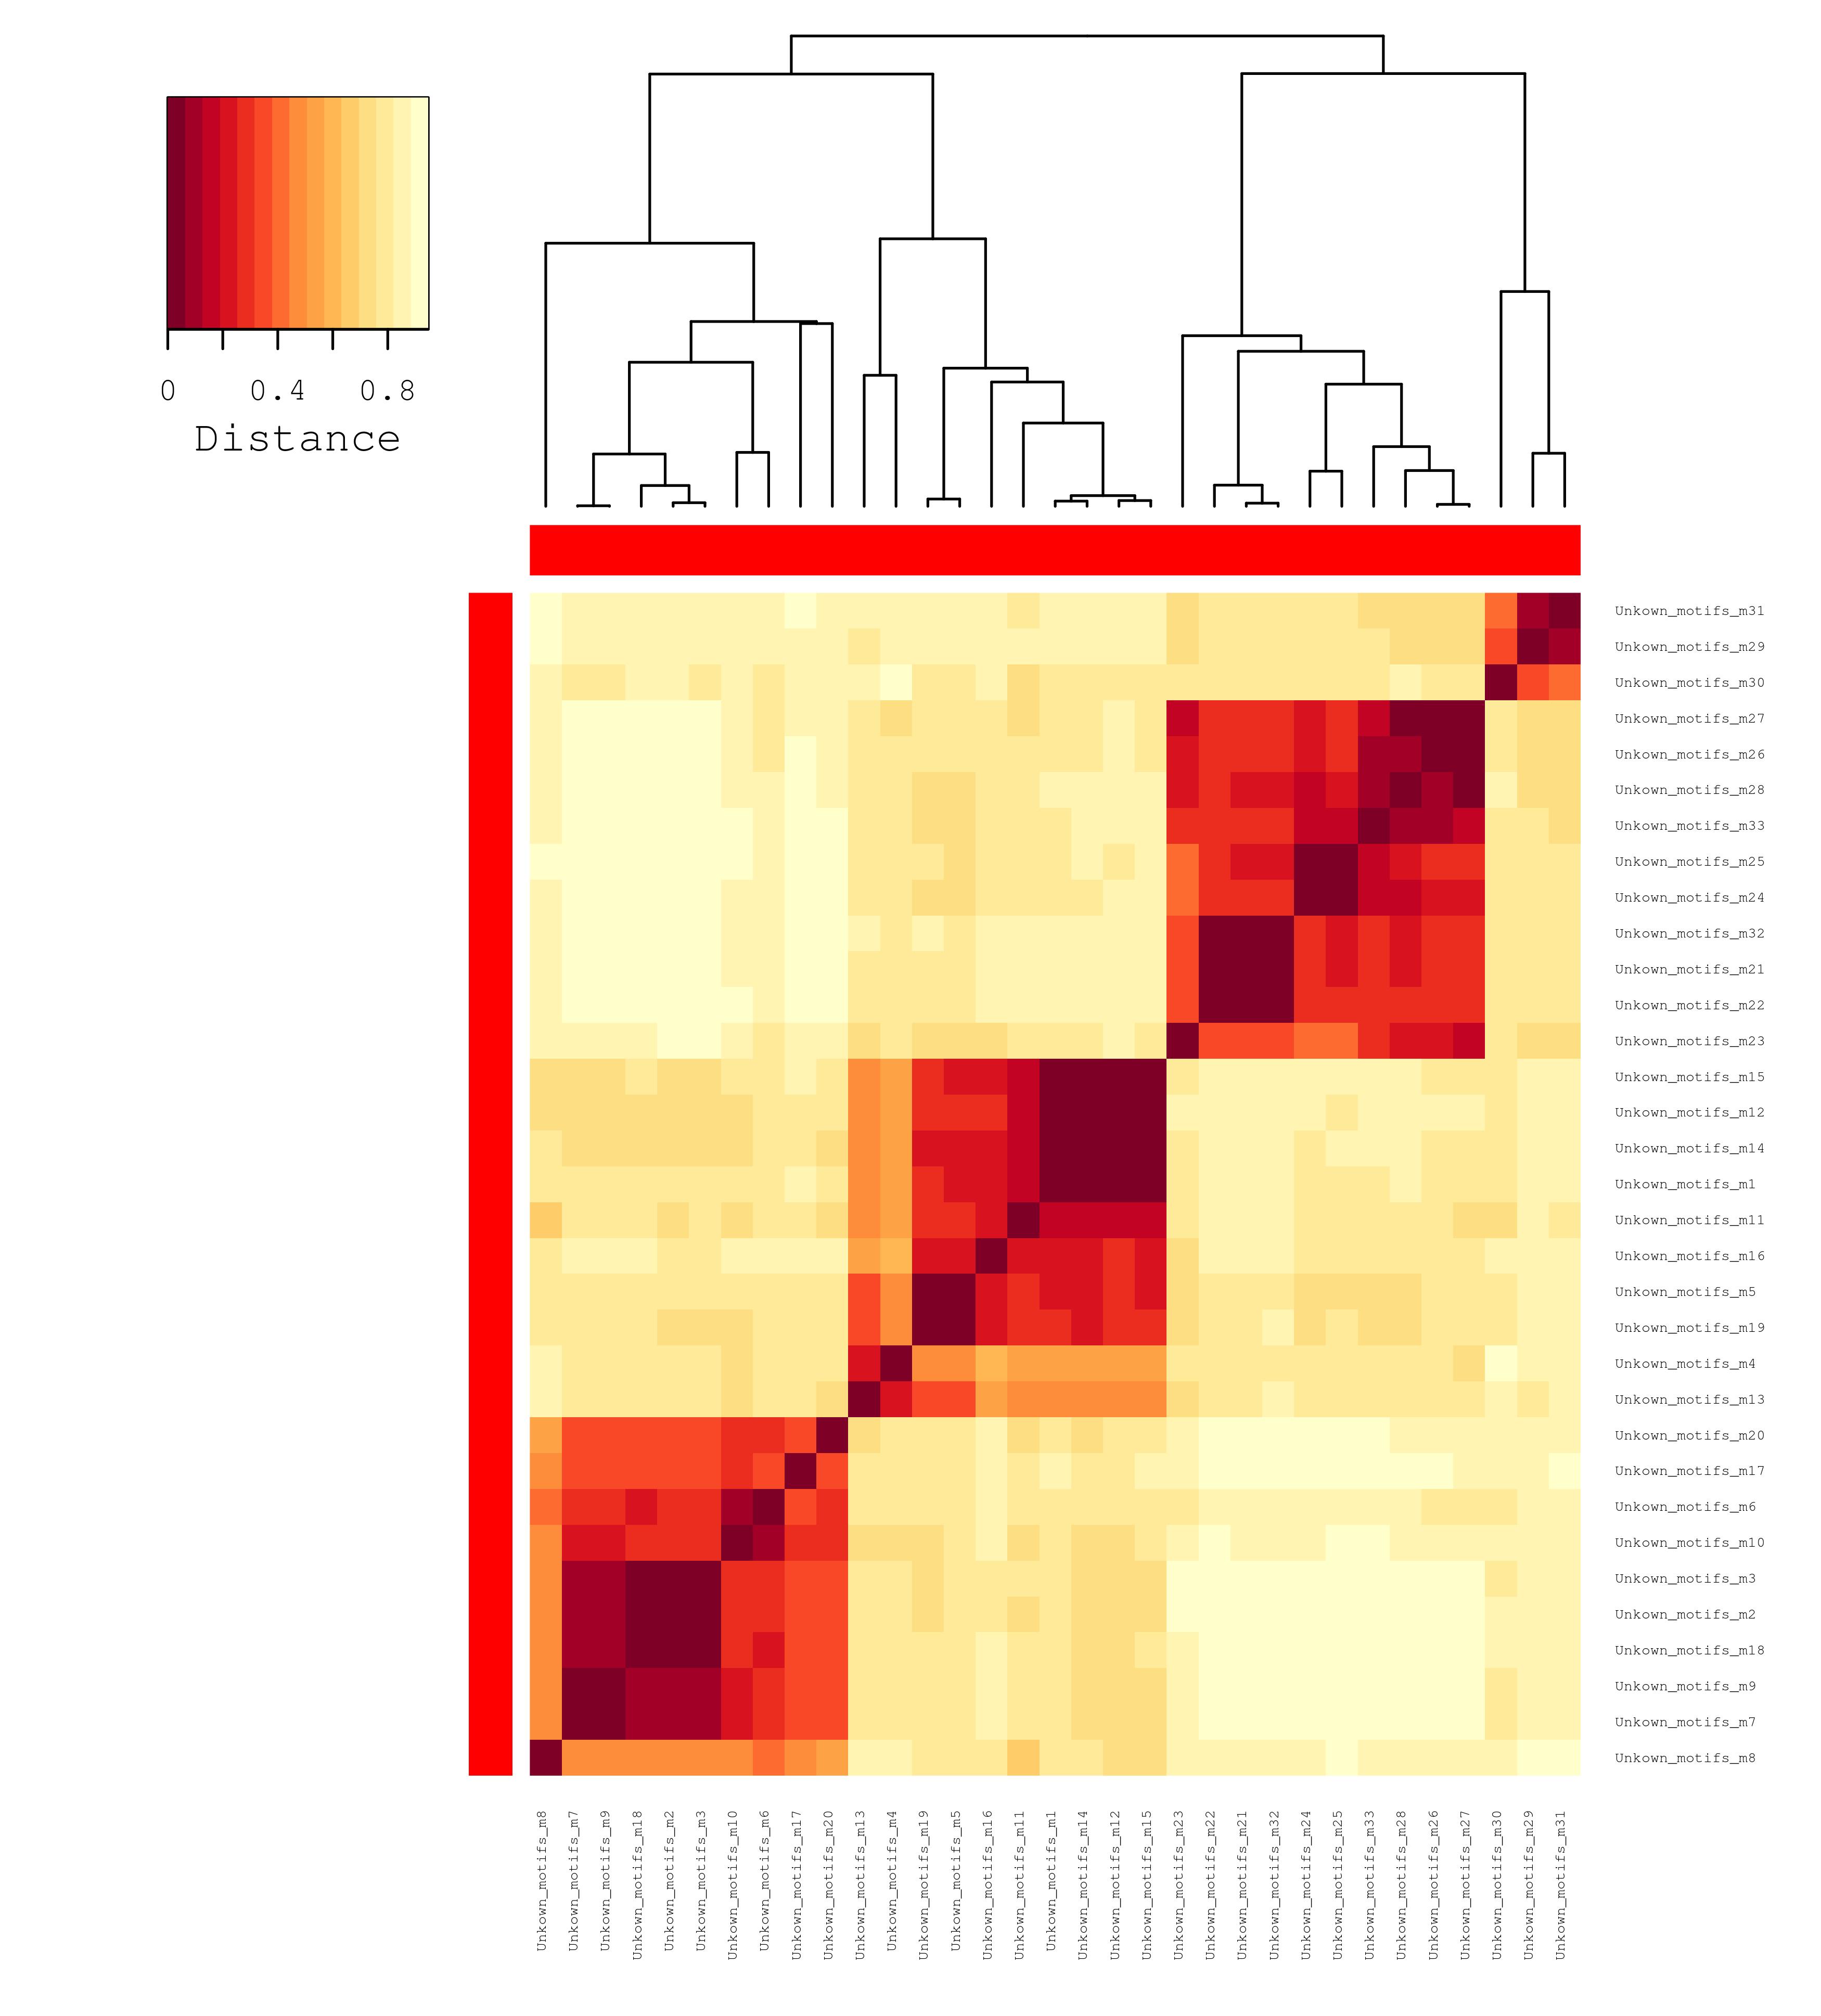 0 0.4 0.8
Distance
Unkown_motifs_m31
Unkown_motifs_m29
Unkown_motifs_m30
Unkown_motifs_m27
Unkown_motifs_m26
Unkown_motifs_m28
Unkown_motifs_m33
Unkown_motifs_m25
Unkown_motifs_m24
Unkown_motifs_m32
Unkown_motifs_m21
Unkown_motifs_m22
Unkown_motifs_m23
Unkown_motifs_m15
Unkown_motifs_m12
Unkown_motifs_m14
Unkown_motifs_m1
Unkown_motifs_m11
Unkown_motifs_m16
Unkown_motifs_m5
Unkown_motifs_m19
Unkown_motifs_m4
Unkown_motifs_m13
Unkown_motifs_m20
Unkown_motifs_m17
Unkown_motifs_m6
Unkown_motifs_m10
Unkown_motifs_m3
Unkown_motifs_m2
Unkown_motifs_m18
Unkown_motifs_m9
Unkown_motifs_m7
Unkown_motifs_m8
Unkown_motifs_m8
Unkown_motifs_m7
Unkown_motifs_m9
Unkown_motifs_m18
Unkown_motifs_m2
Unkown_motifs_m3
Unkown_motifs_m10
Unkown_motifs_m6
Unkown_motifs_m17
Unkown_motifs_m20
Unkown_motifs_m13
Unkown_motifs_m4
Unkown_motifs_m19
Unkown_motifs_m5
Unkown_motifs_m16
Unkown_motifs_m11
Unkown_motifs_m1
Unkown_motifs_m14
Unkown_motifs_m12
Unkown_motifs_m15
Unkown_motifs_m23
Unkown_motifs_m22
Unkown_motifs_m21
Unkown_motifs_m32
Unkown_motifs_m24
Unkown_motifs_m25
Unkown_motifs_m33
Unkown_motifs_m28
Unkown_motifs_m26
Unkown_motifs_m27
Unkown_motifs_m30
Unkown_motifs_m29
Unkown_motifs_m31